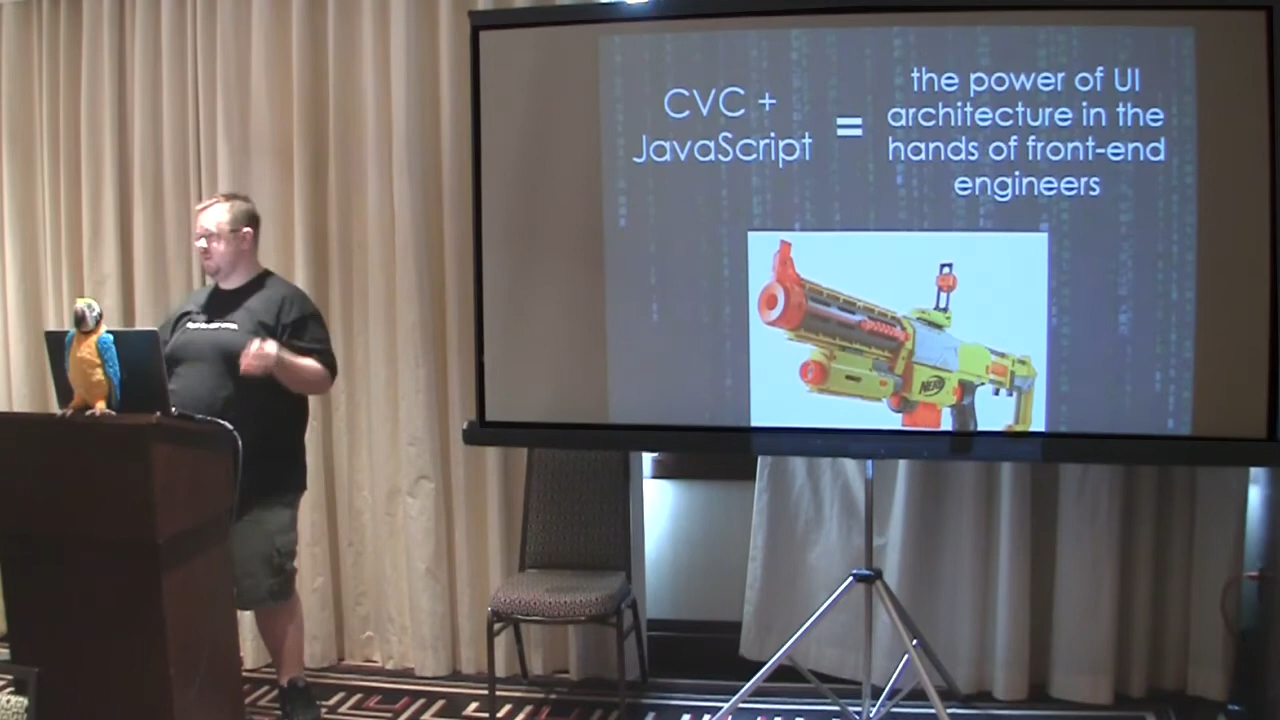 CVC +
JavaScript
=
the power of UI
architecture in the
hands of front-end
engineers
NERF